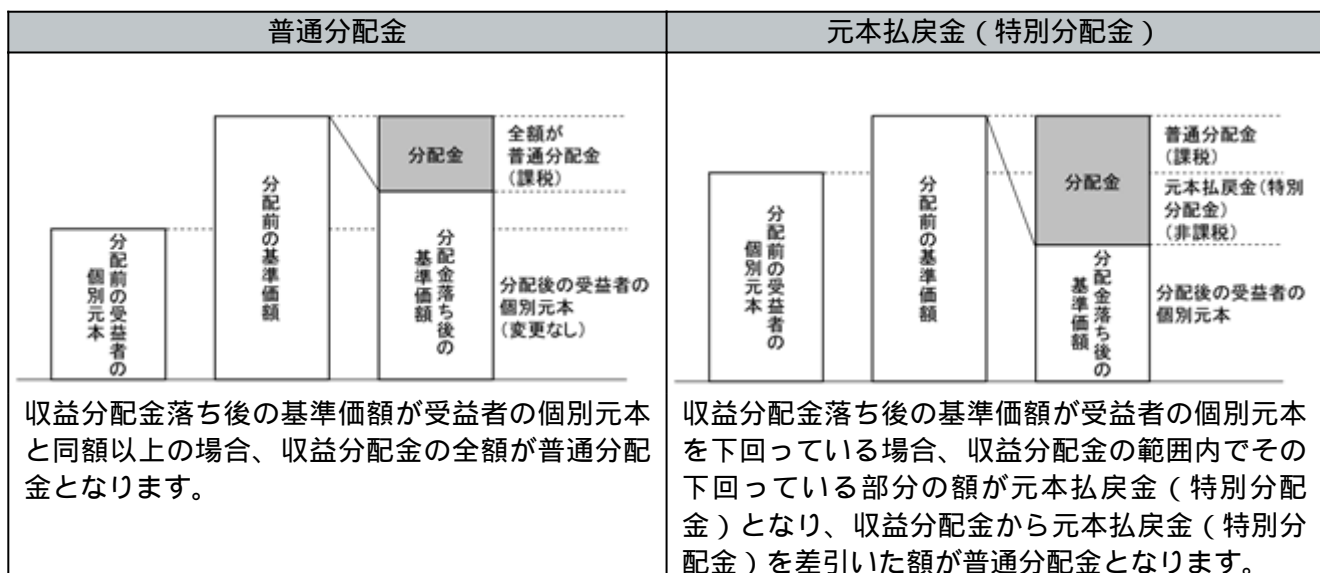 普通分配金
分配前の受益者の
個別元本
分配前の基準価額
分配金
分配金落ち後の
基準価額
全額が
普通分配金
(課税)
分配後の受益者の
個別元本
(変更なし)
収益分配金落ち後の基準価額が受益者の個別元本
と同額以上の場合、収益分配金の全額が普通分配
金となります。
元本払戻金(特別分配金)
分配前の受益者の
個別元本
分配前の基準価額
分配金
分配金落ち後の
基準価額
普通分配金
(課税)
元本払戻金(特別
分配金)
(非課税)
分配後の受益者の
個別元本
収益分配金落ち後の基準価額が受益者の個別元本
を下回っている場合、収益分配金の範囲内でその
下回っている部分の額が元本払戻金(特別分配
金)となり、収益分配金から元本払戻金(特別分
配金)を差引いた額が普通分配金となります。